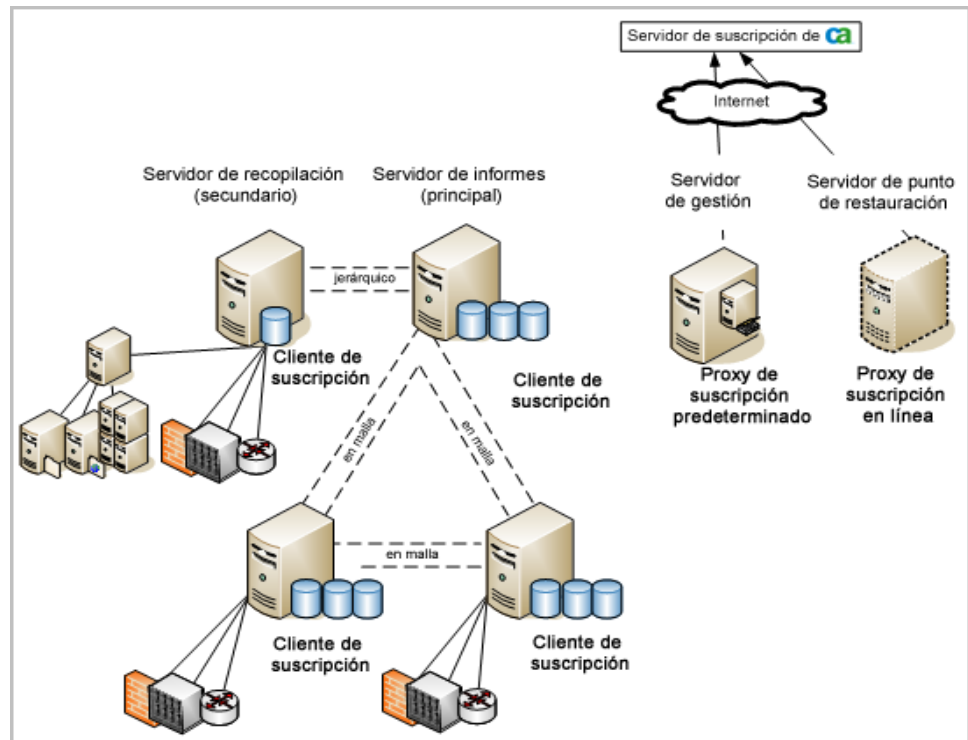 Servidor de suscripción de ca
Internet
Servidor de recopilación
(secundario)
Servidor de informes
(principal)
Servidor
de gestión
Servidor de punto
de restauración
jerárquico
Cliente de
suscripción
Cliente de
suscripción
Proxy de
suscripción
predeterminado
Proxy de
suscripción
en línea
en malla
en malla
en malla
Cliente de
suscripción
Cliente de
suscripción